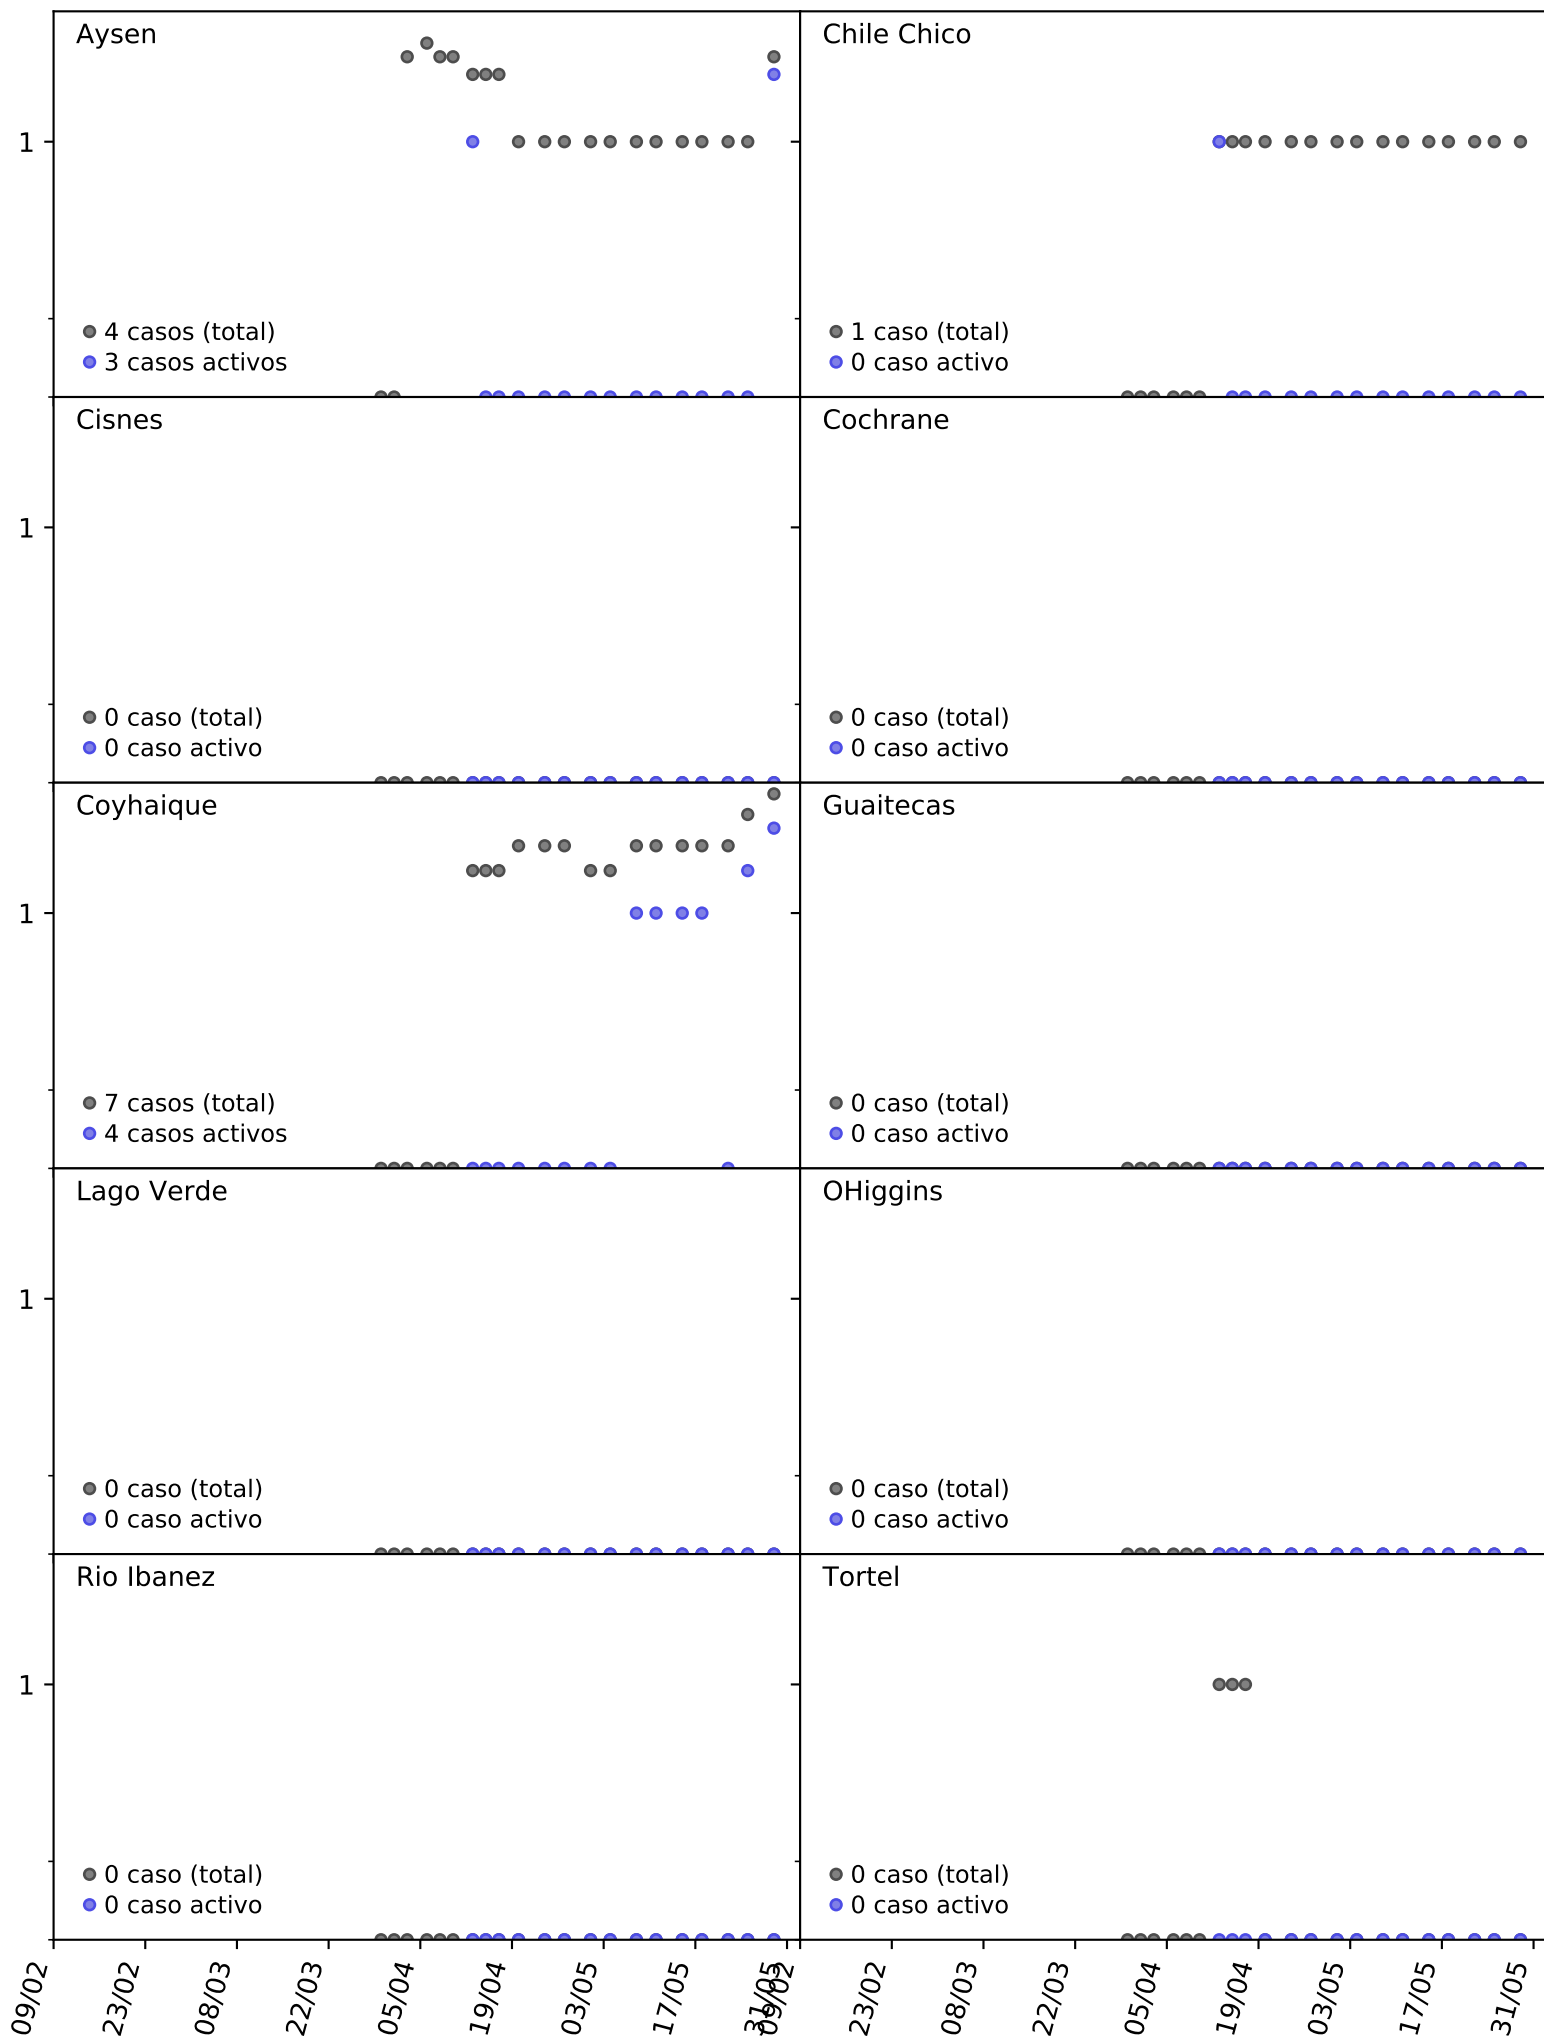 Aysen
Chile Chico
1
4 casos (total)
3 casos activos
1 caso (total)
0 caso activo
Cisnes
Cochrane
1
0 caso (total)
0 caso activo
0 caso (total)
0 caso activo
Coyhaique
Guaitecas
1
7 casos (total)
4 casos activos
0 caso (total)
0 caso activo
Lago Verde
OHiggins
1
0 caso (total)
0 caso activo
0 caso (total)
0 caso activo
Rio Ibanez
Tortel
1
0 caso (total)
0 caso activo
0 caso (total)
0 caso activo
09/02
23/02
08/03
22/03
05/04
19/04
03/05
17/05
31/05
09/02
23/02
08/03
22/03
05/04
19/04
03/05
17/05
31/05